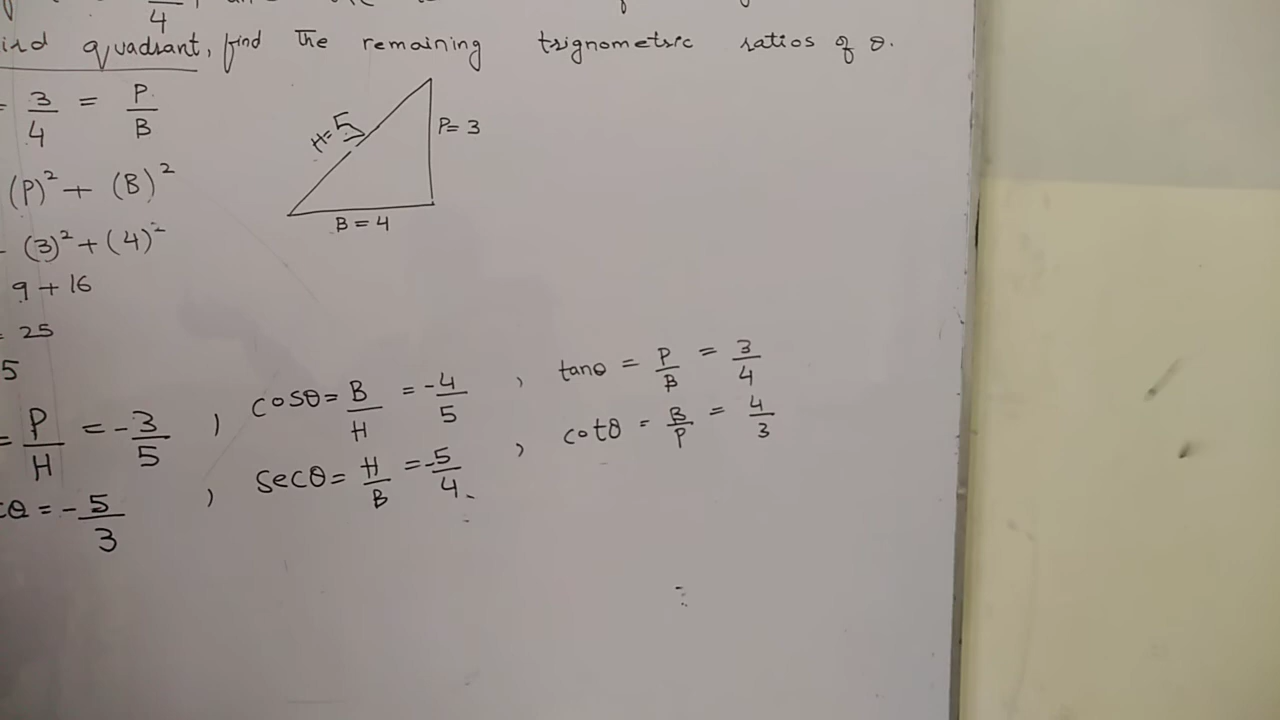 4
quadrant, find the remaining trignometric ratios of θ.
= 3/4 = P/B
H=5
P=3
B=4
(P)² + (B)²
(3)² + (4)²
9 + 16
= 25
5
= P/H = -3/5 , cosθ = B/H = -4/5 , tanθ = P/B = 3/4
cθ = -5/3 , secθ = H/B = -5/4 , cotθ = B/P = 4/3